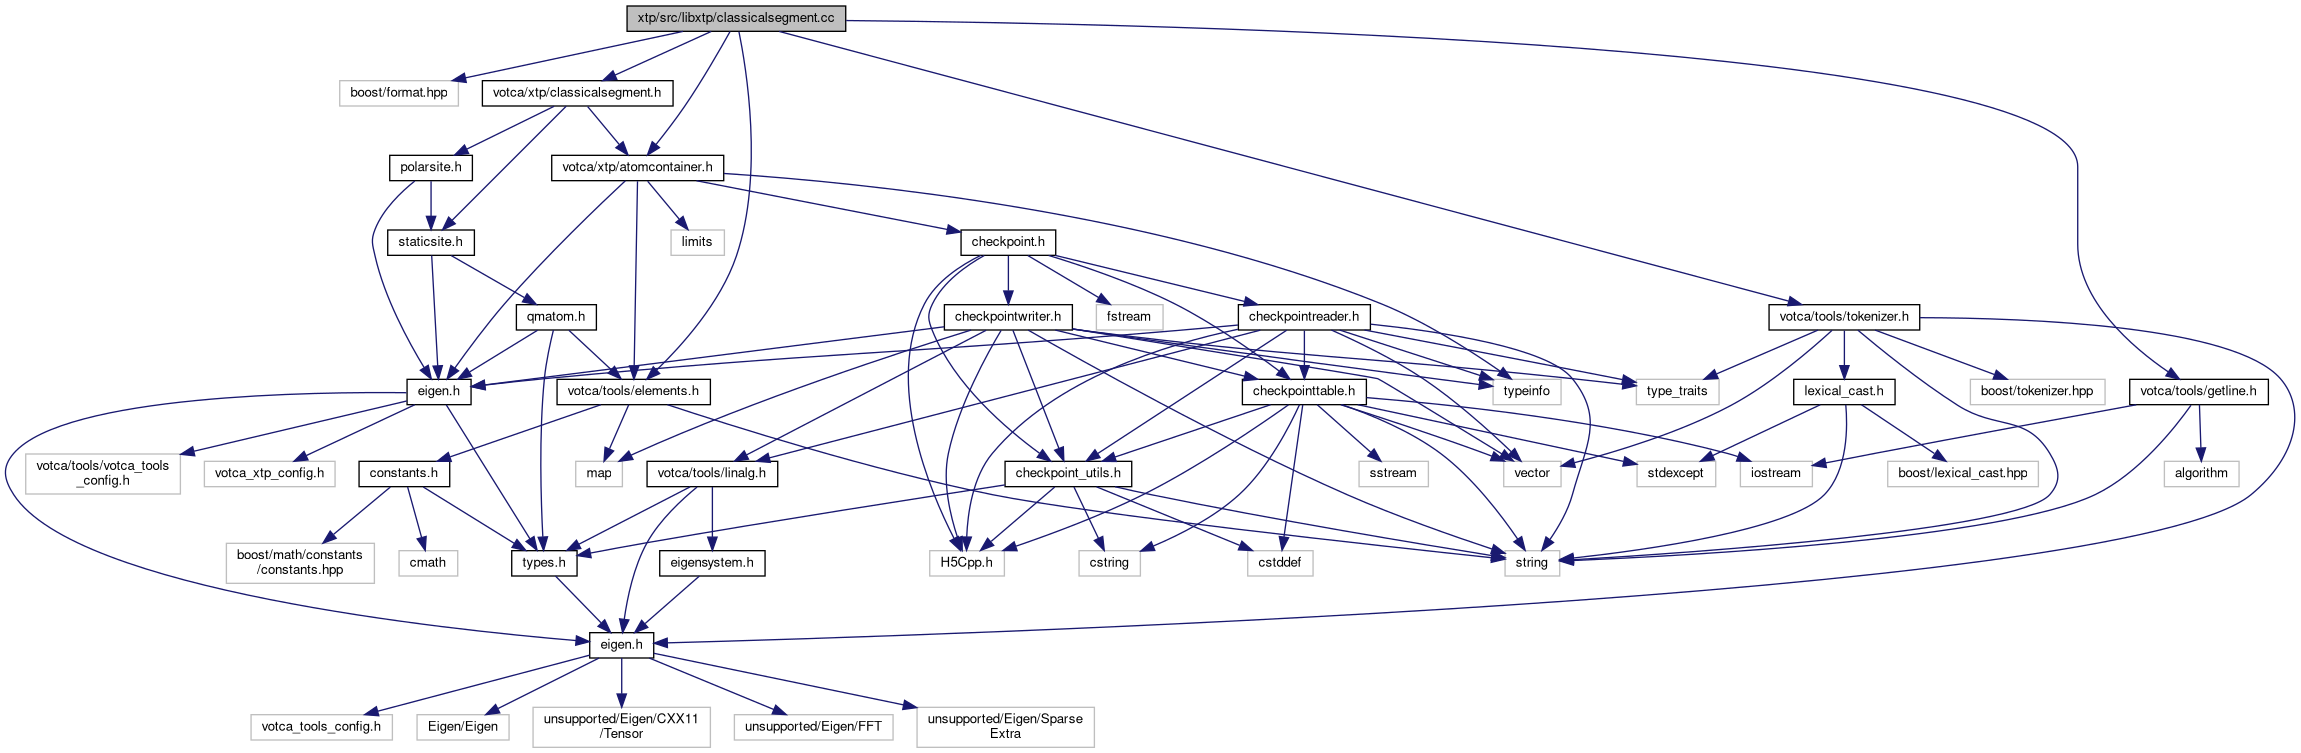 xtp/src/libxtp/classicalsegment.cc
boost/format.hpp
votca/xtp/classicalsegment.h
polarsite.h
votca/xtp/atomcontainer.h
staticsite.h
limits
checkpoint.h
qmatom.h
checkpointwriter.h
fstream
checkpointreader.h
votca/tools/tokenizer.h
eigen.h
votca/tools/elements.h
checkpointtable.h
typeinfo
type_traits
lexical_cast.h
boost/tokenizer.hpp
votca/tools/getline.h
votca/tools/votca_tools
_config.h
votca_xtp_config.h
constants.h
map
votca/tools/linalg.h
checkpoint_utils.h
sstream
vector
stdexcept
iostream
boost/lexical_cast.hpp
algorithm
boost/math/constants
/constants.hpp
cmath
types.h
eigensystem.h
H5Cpp.h
cstring
cstddef
string
eigen.h
votca_tools_config.h
Eigen/Eigen
unsupported/Eigen/CXX11
/Tensor
unsupported/Eigen/FFT
unsupported/Eigen/Sparse
Extra